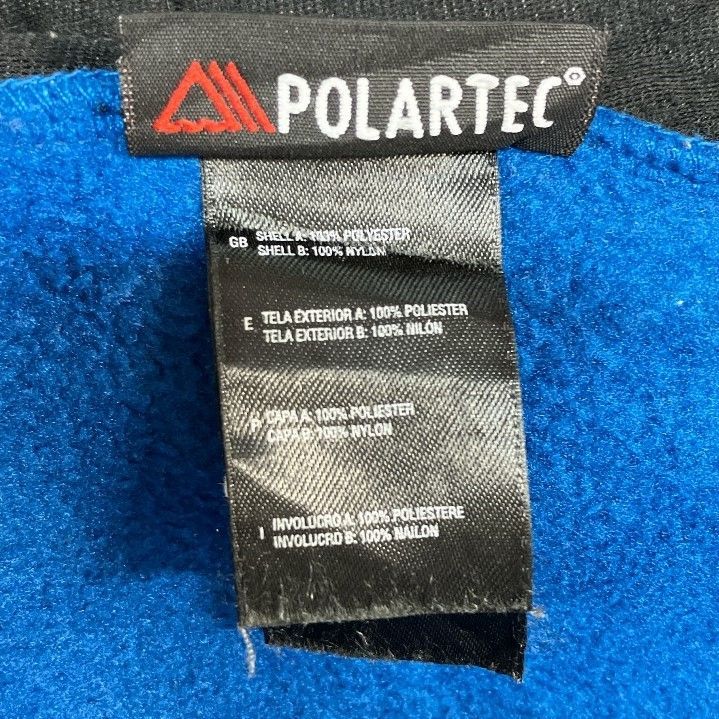 POLARTEC®
GB SHELL A: 100% POLYESTER
SHELL B: 100% NYLON
E TELA EXTERIOR A: 100% POLIESTER
TELA EXTERIOR B: 100% NILÓN
CAPA A: 100% POLIESTER
CAPA B: 100% NYLON
I INVOLUCRO A: 100% POLIESTERE
INVOLUCRO B: 100% NAILON